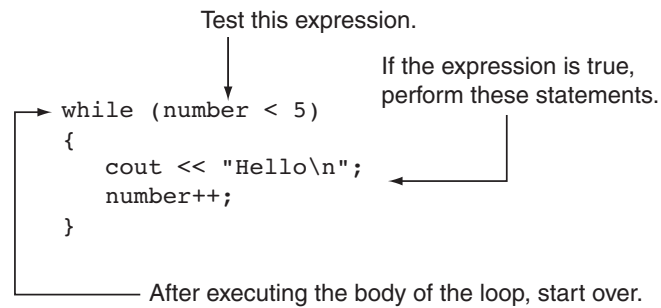 Test this expression.
If the expression is true,
perform these statements.
while (number < 5)
{
cout << "Hello\n";
number++;
}
After executing the body of the loop, start over.